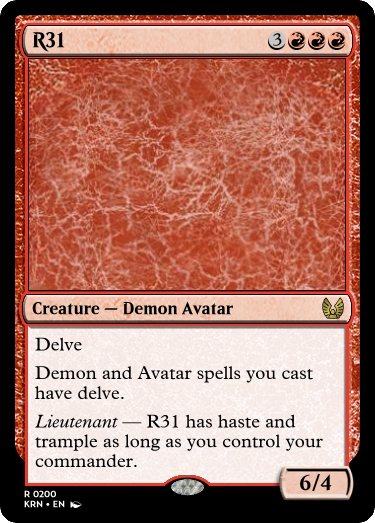 R31 3
Creature — Demon Avatar
Delve
Demon and Avatar spells you cast
have delve.
Lieutenant — R31 has haste and
trample as long as you control your
commander.
6/4
R 0200
KRN • EN